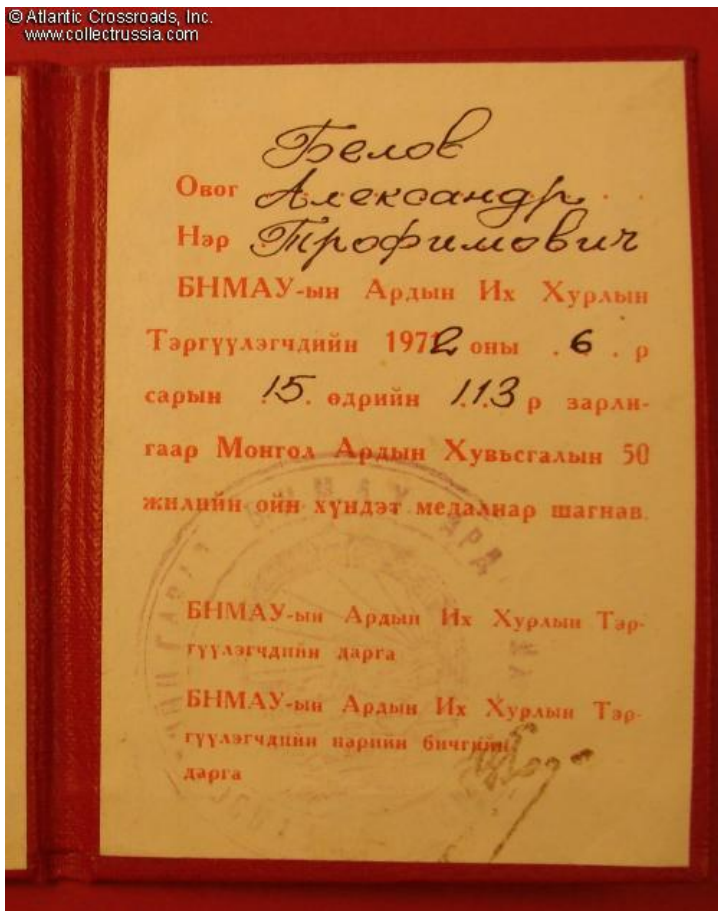 © Atlantic Crossroads, Inc.
www.collectrussia.com
Белов
Овог Александр
Нэр Трофимович
БНМАУ-ын Ардын Их Хурлын
Тэргүүлэгчдийн 1972 оны 6 р
сарын 15 өдрийн 113 р зарли-
гаар Монгол Ардын Хувьсгалын 50
жилийн ойн хүндэт медалнар шагнав.
БНМАУ-ын Ардын Их Хурлын Тэр-
гүүлэгчдийн дарга
БНМАУ-ын Ардын Их Хурлын Тэр-
гүүлэгчдийн нарийн бичгийн
дарга